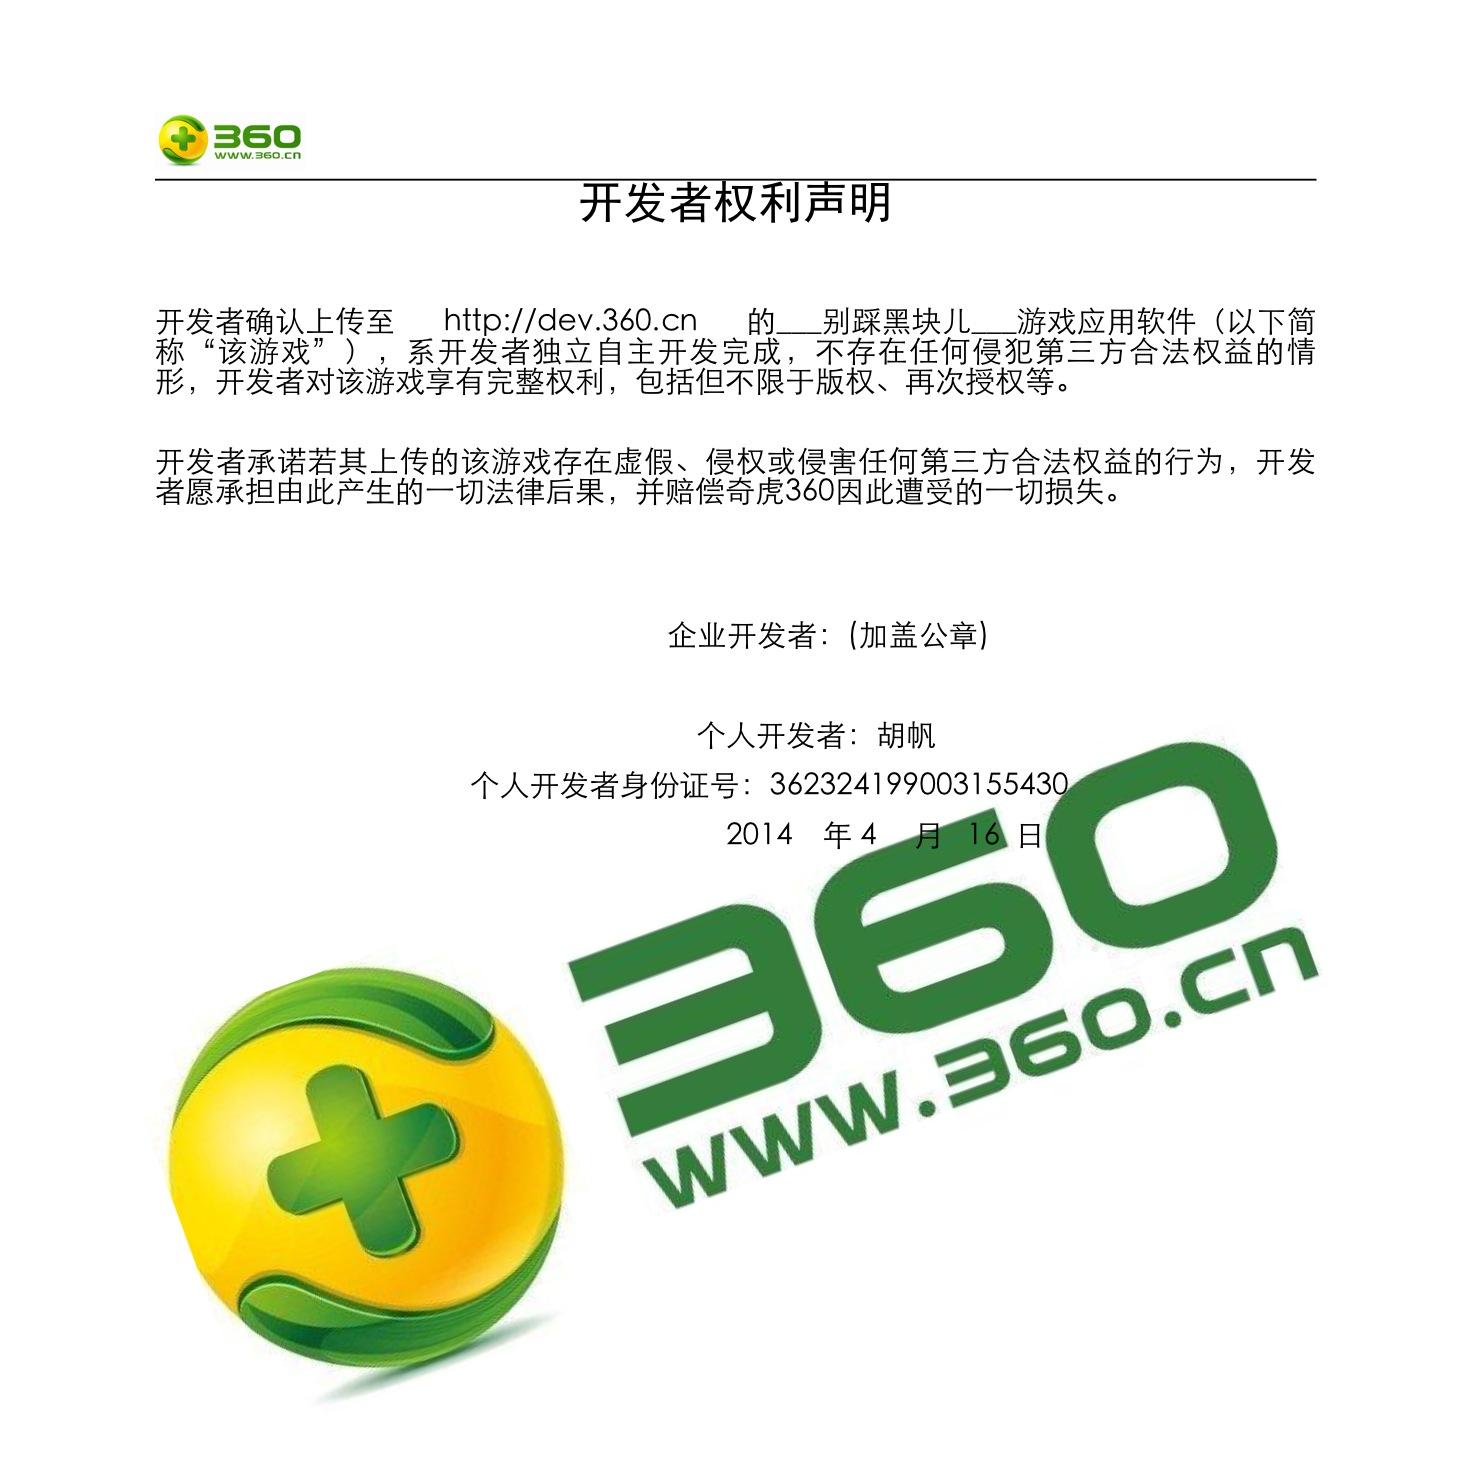 360
www.360.cn
开发者权利声明
开发者确认上传至 http://dev.360.cn 的___别踩黑块儿___游戏应用软件（以下简
称“该游戏”），系开发者独立自主开发完成，不存在任何侵犯第三方合法权益的情
形，开发者对该游戏享有完整权利，包括但不限于版权、再次授权等。
开发者承诺若其上传的该游戏存在虚假、侵权或侵害任何第三方合法权益的行为，开发
者愿承担由此产生的一切法律后果，并赔偿奇虎360因此遭受的一切损失。
企业开发者：(加盖公章)
个人开发者：胡帆
个人开发者身份证号：362324199003155430
2014 年 4 月 16 日
360
www.360.cn